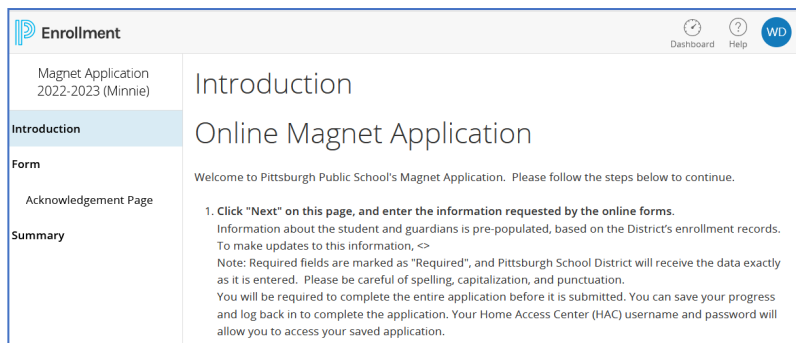 Enrollment
Dashboard
Help
WD
Magnet Application
2022-2023 (Minnie)
Introduction
Form
Acknowledgement Page
Summary
Introduction
Online Magnet Application
Welcome to Pittsburgh Public School's Magnet Application.  Please follow the steps below to continue.
1. Click "Next" on this page, and enter the information requested by the online forms.
Information about the student and guardians is pre-populated, based on the District's enrollment records.
To make updates to this information, <>
Note: Required fields are marked as "Required", and Pittsburgh School District will receive the data exactly
as it is entered.  Please be careful of spelling, capitalization, and punctuation.
You will be required to complete the entire application before it is submitted. You can save your progress
and log back in to complete the application. Your Home Access Center (HAC) username and password will
allow you to access your saved application.